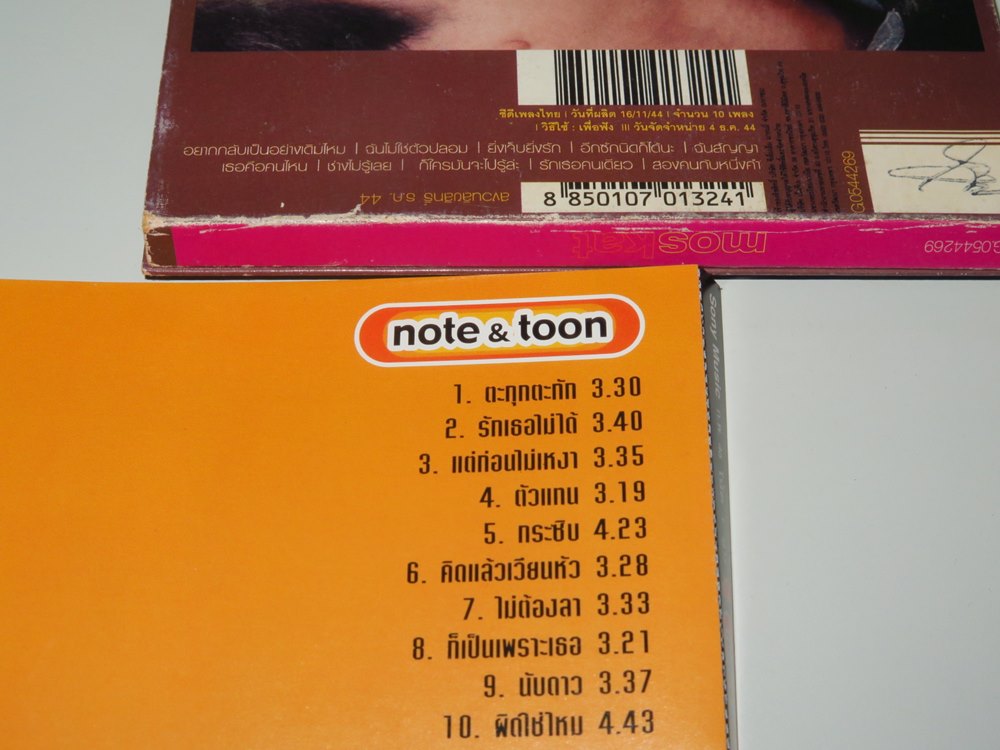 ซีดีเพลงไทย | วันที่ผลิต 16/11/44 | จำนวน 10 เพลง
| วิธีใช้ : เพื่อฟัง ||| วันจัดจำหน่าย 4 ธ.ค. 44
อยากกลับเป็นอย่างเดิมไหม | ฉันไม่ใช่ตัวปลอม | ยิ่งเจ็บยิ่งรัก | อีกซักนิดก็ได้นะ | ฉันสัญญา
เธอคือคนไหน | ช่างไม่รู้เลย | ก็ใครมันจะไปรู้ล่ะ | รักเธอคนเดียว | สองคนกับหนึ่งคำ
สงวนลิขสิทธิ์ ธ.ค. 44
8 850107 013241
G.0544269
moskat
G.0544269
note & toon
1. ตะกุกตะกัก 3.30
2. รักเธอไม่ได้ 3.40
3. แต่ก่อนไม่เหงา 3.35
4. ตัวแทน 3.19
5. กระซิบ 4.23
6. คิดแล้วเวียนหัว 3.28
7. ไม่ต้องลา 3.33
8. ก็เป็นเพราะเธอ 3.21
9. นับดาว 3.37
10. ผิดใช่ไหม 4.43
Sony Music